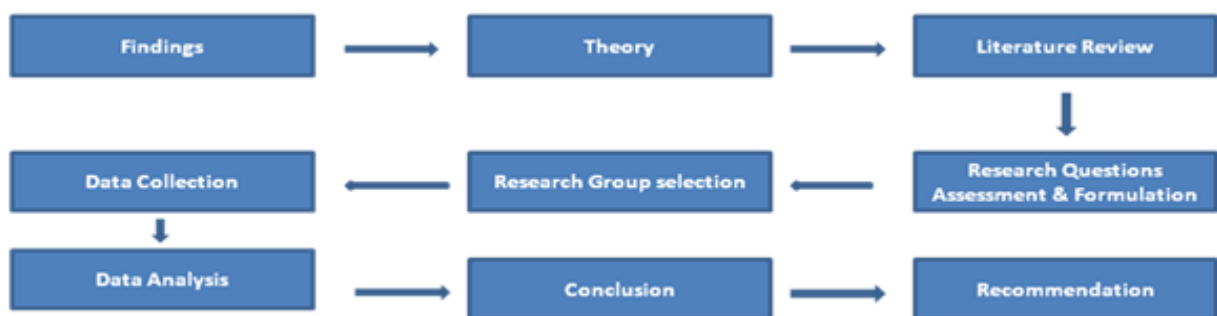 Findings
Theory
Literature Review
Research Questions
Assessment & Formulation
Research Group selection
Data Collection
Data Analysis
Conclusion
Recommendation